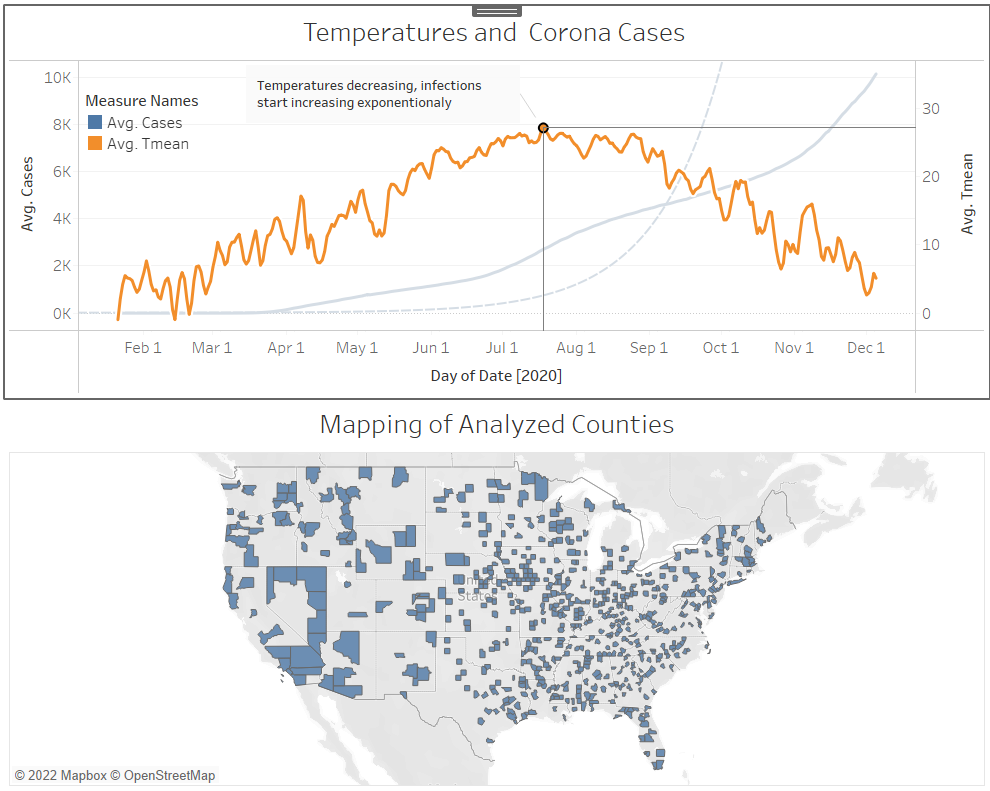 Temperatures and Corona Cases
Temperatures decreasing, infections
start increasing exponentionaly
Measure Names
Avg. Cases
Avg. Tmean
10K
8K
6K
4K
2K
0K
Avg. Cases
30
20
10
0
Avg. Tmean
Feb 1 Mar 1 Apr 1 May 1 Jun 1 Jul 1 Aug 1 Sep 1 Oct 1 Nov 1 Dec 1
Day of Date [2020]
Mapping of Analyzed Counties
United
States
© 2022 Mapbox © OpenStreetMap